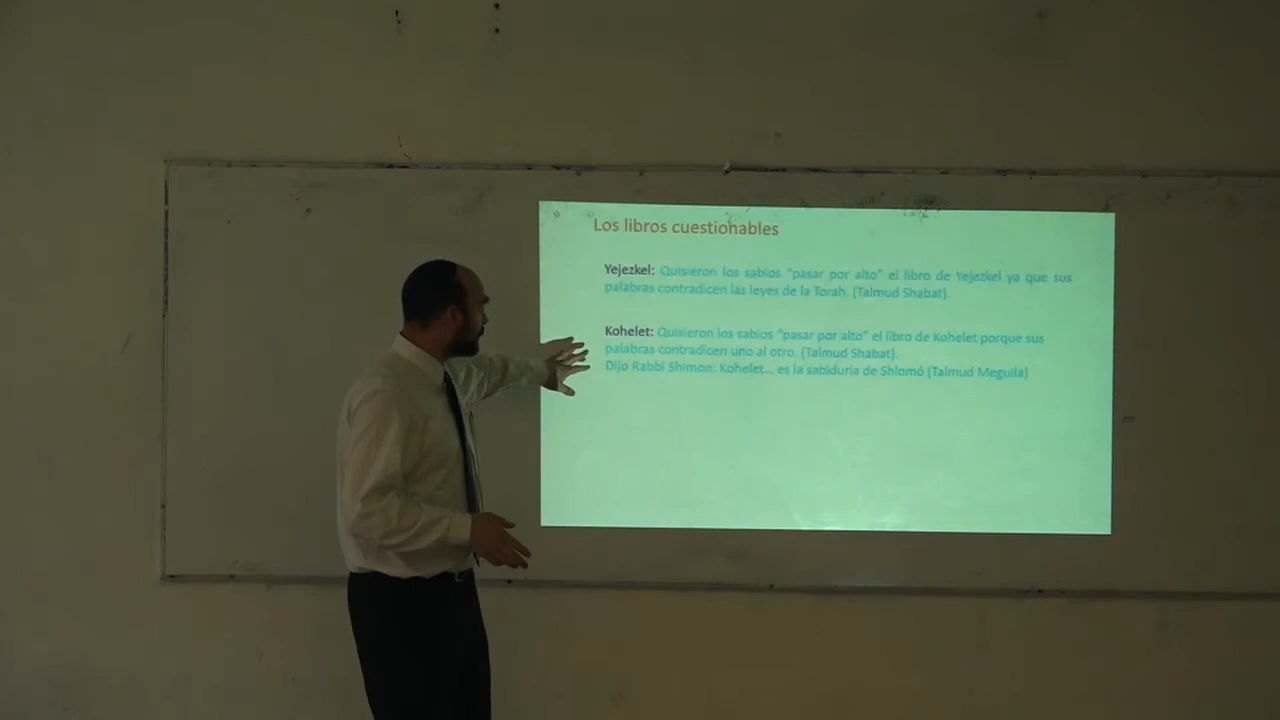 Los libros cuestionables
Yejezkel: Quisieron los sabios “pasar por alto” el libro de Yejezkel ya que sus
palabras contradicen las leyes de la Torah. (Talmud Shabat).
Kohelet: Quisieron los sabios “pasar por alto” el libro de Kohelet porque sus
palabras contradicen uno al otro. (Talmud Shabat).
Dijo Rabbi Shimon: Kohelet... es la sabiduría de Shlomó (Talmud Meguila)